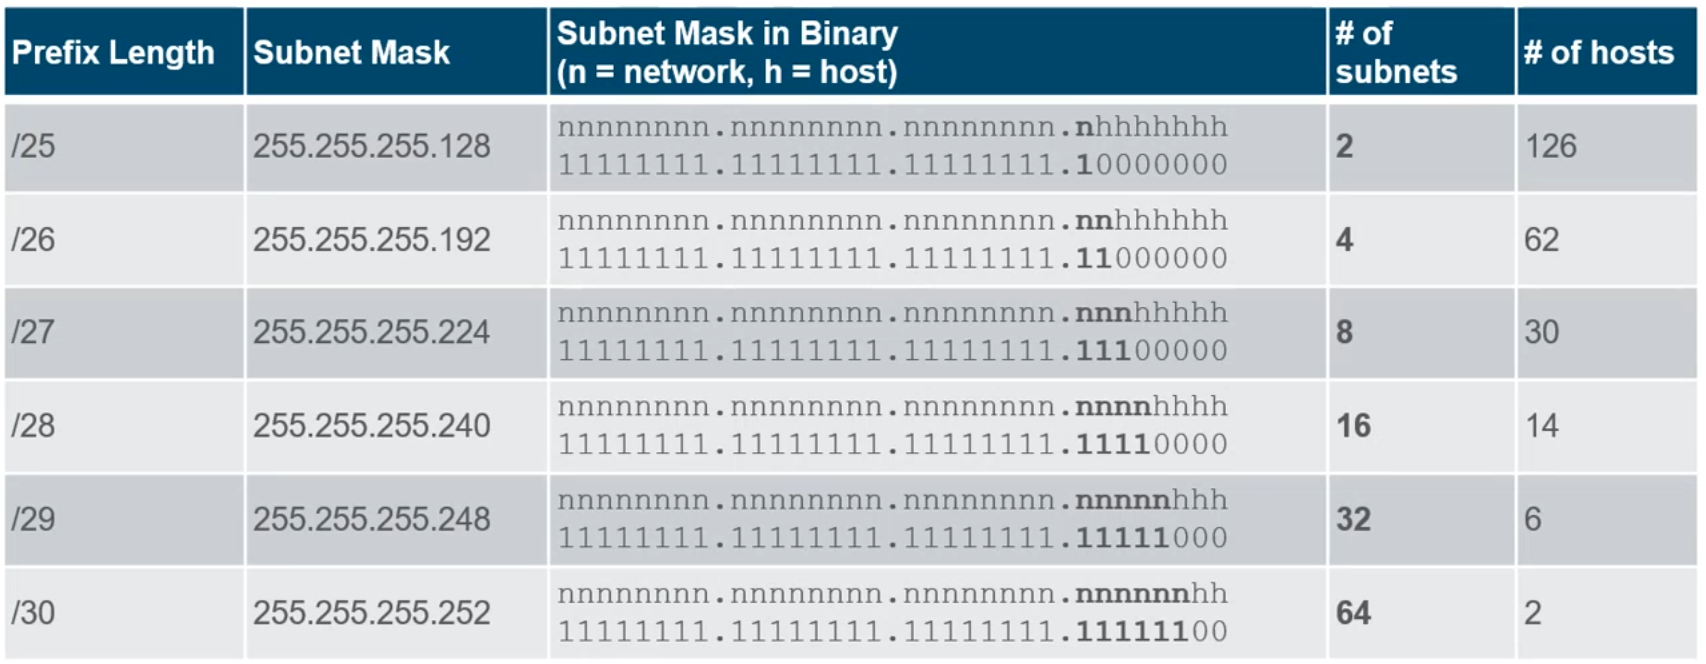 Prefix Length Subnet Mask Subnet Mask in Binary (n = network, h = host) # of subnets # of hosts
/25 255.255.255.128 nnnnnnnn.nnnnnnnn.nnnnnnnn.nhhhhhhh 2 126
11111111.11111111.11111111.10000000
/26 255.255.255.192 nnnnnnnn.nnnnnnnn.nnnnnnnn.nnhhhhhh 4 62
11111111.11111111.11111111.11000000
/27 255.255.255.224 nnnnnnnn.nnnnnnnn.nnnnnnnn.nnnhhhhh 8 30
11111111.11111111.11111111.11100000
/28 255.255.255.240 nnnnnnnn.nnnnnnnn.nnnnnnnn.nnnnhhhh 16 14
11111111.11111111.11111111.11110000
/29 255.255.255.248 nnnnnnnn.nnnnnnnn.nnnnnnnn.nnnnnhhh 32 6
11111111.11111111.11111111.11111000
/30 255.255.255.252 nnnnnnnn.nnnnnnnn.nnnnnnnn.nnnnnnhh 64 2
11111111.11111111.11111111.11111100